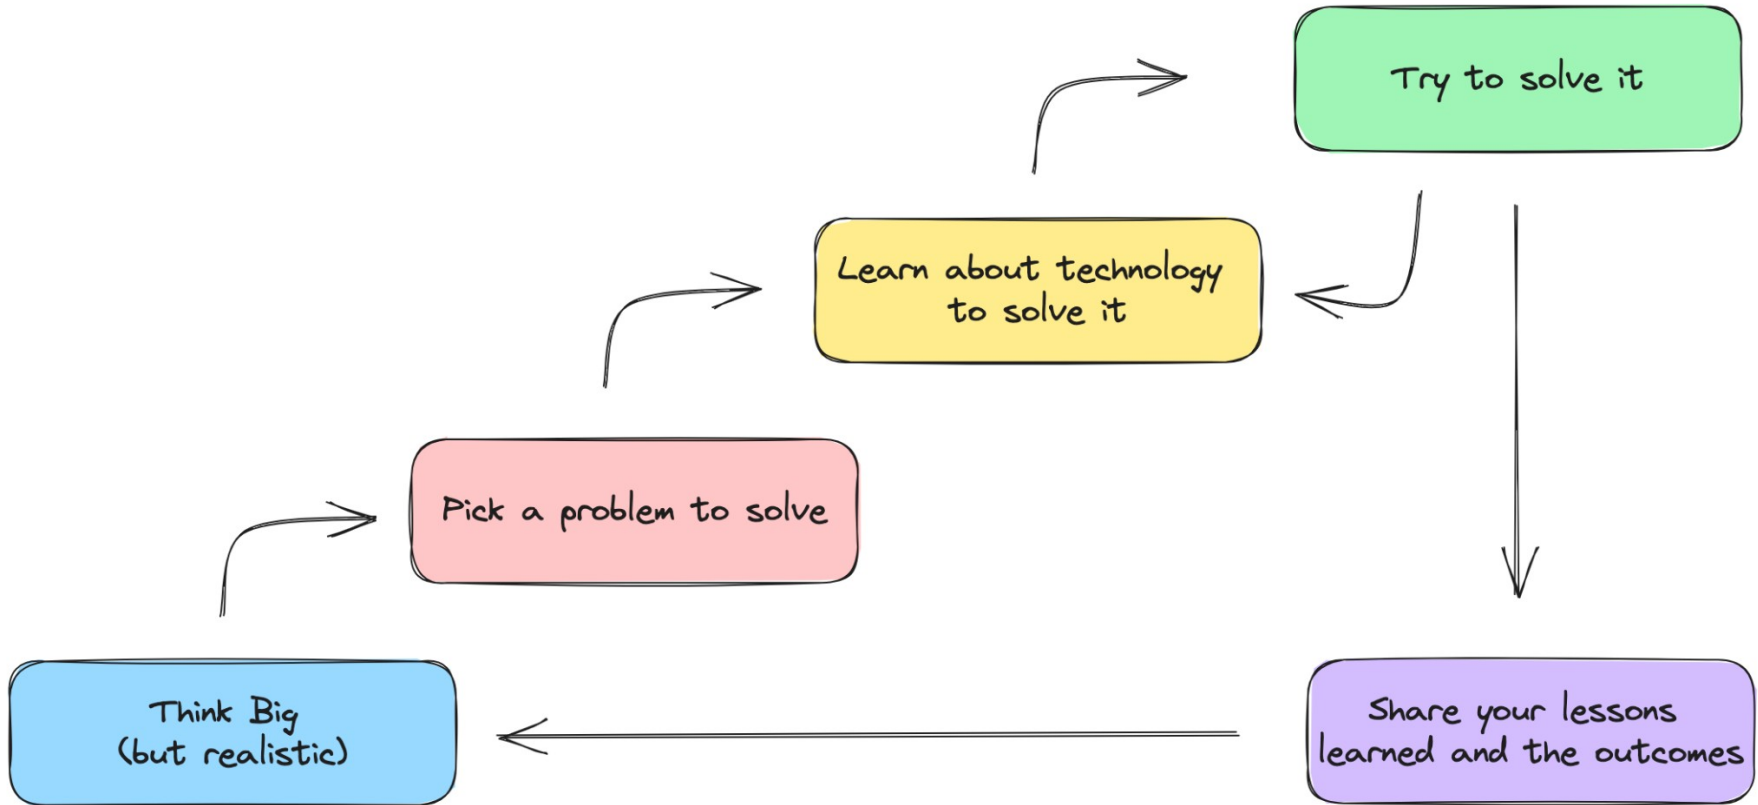 Try to solve it
Learn about technology
to solve it
Pick a problem to solve
Think Big
(but realistic)
Share your lessons
learned and the outcomes